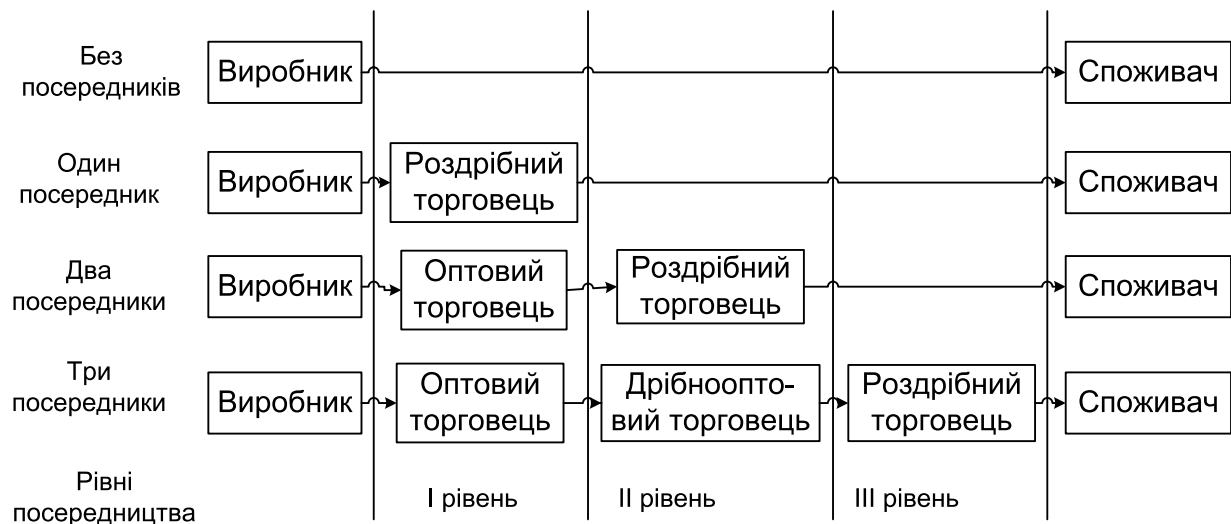 Без
посередників
Виробник
Споживач
Один
посередник
Виробник
Роздрібний
торговець
Споживач
Два
посередники
Виробник
Оптовий
торговець
Роздрібний
торговець
Споживач
Три
посередники
Виробник
Оптовий
торговець
Дрібноопто-
вий торговець
Роздрібний
торговець
Споживач
Рівні
посередництва
I рівень
II рівень
III рівень